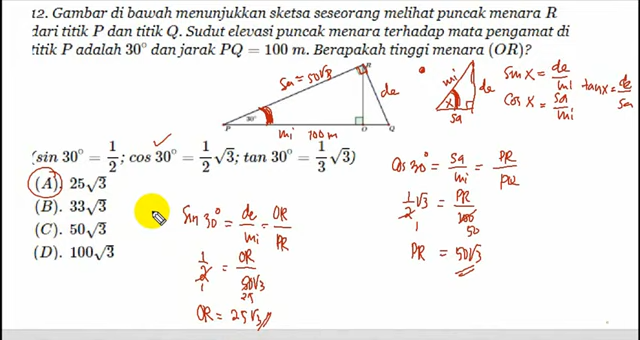 12. Gambar di bawah menunjukkan sketsa seseorang melihat puncak menara R
dari titik P dan titik Q. Sudut elevasi puncak menara terhadap mata pengamat di
titik P adalah 30° dan jarak PQ = 100 m. Berapakah tinggi menara (OR)?
R
sa = 50√3
de
30°
P
O
Q
mi 100 m
mi
de
x
sa
sin x = de/mi
cos x = sa/mi
tan x = de/sa
(sin 30° = 1/2 ; cos 30° = 1/2 √3 ; tan 30° = 1/3 √3)
(A). 25√3
(B). 33√3
(C). 50√3
(D). 100√3
sin 30° = de/mi = OR/PR
1/2 = OR/50√3
1
25
OR = 25√3
cos 30° = sa/mi = PR/PQ
1/2 √3 = PR/100
1
50
PR = 50√3